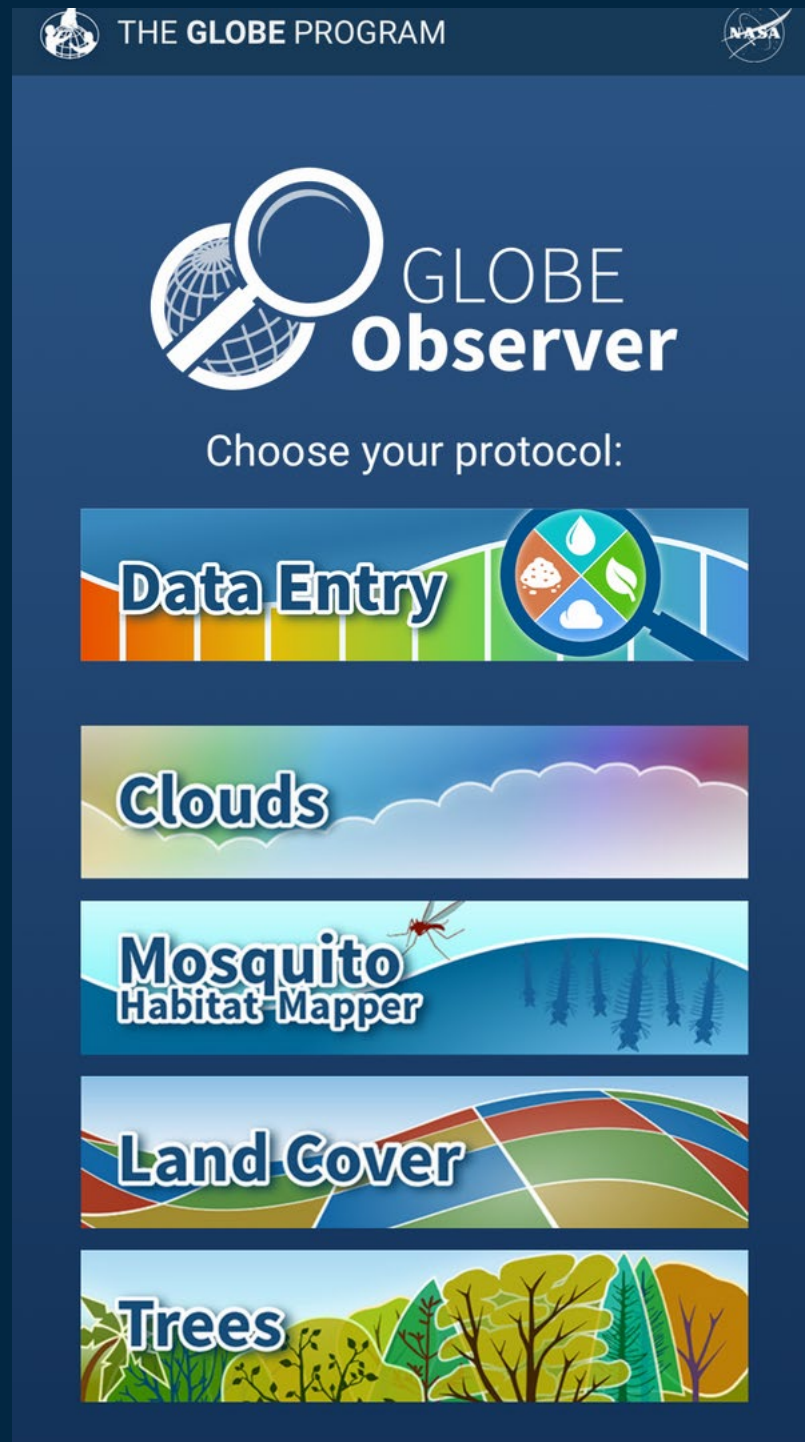 THE GLOBE PROGRAM
NASA
GLOBE
Observer
Choose your protocol:
Data Entry
Clouds
Mosquito
Habitat Mapper
Land Cover
Trees